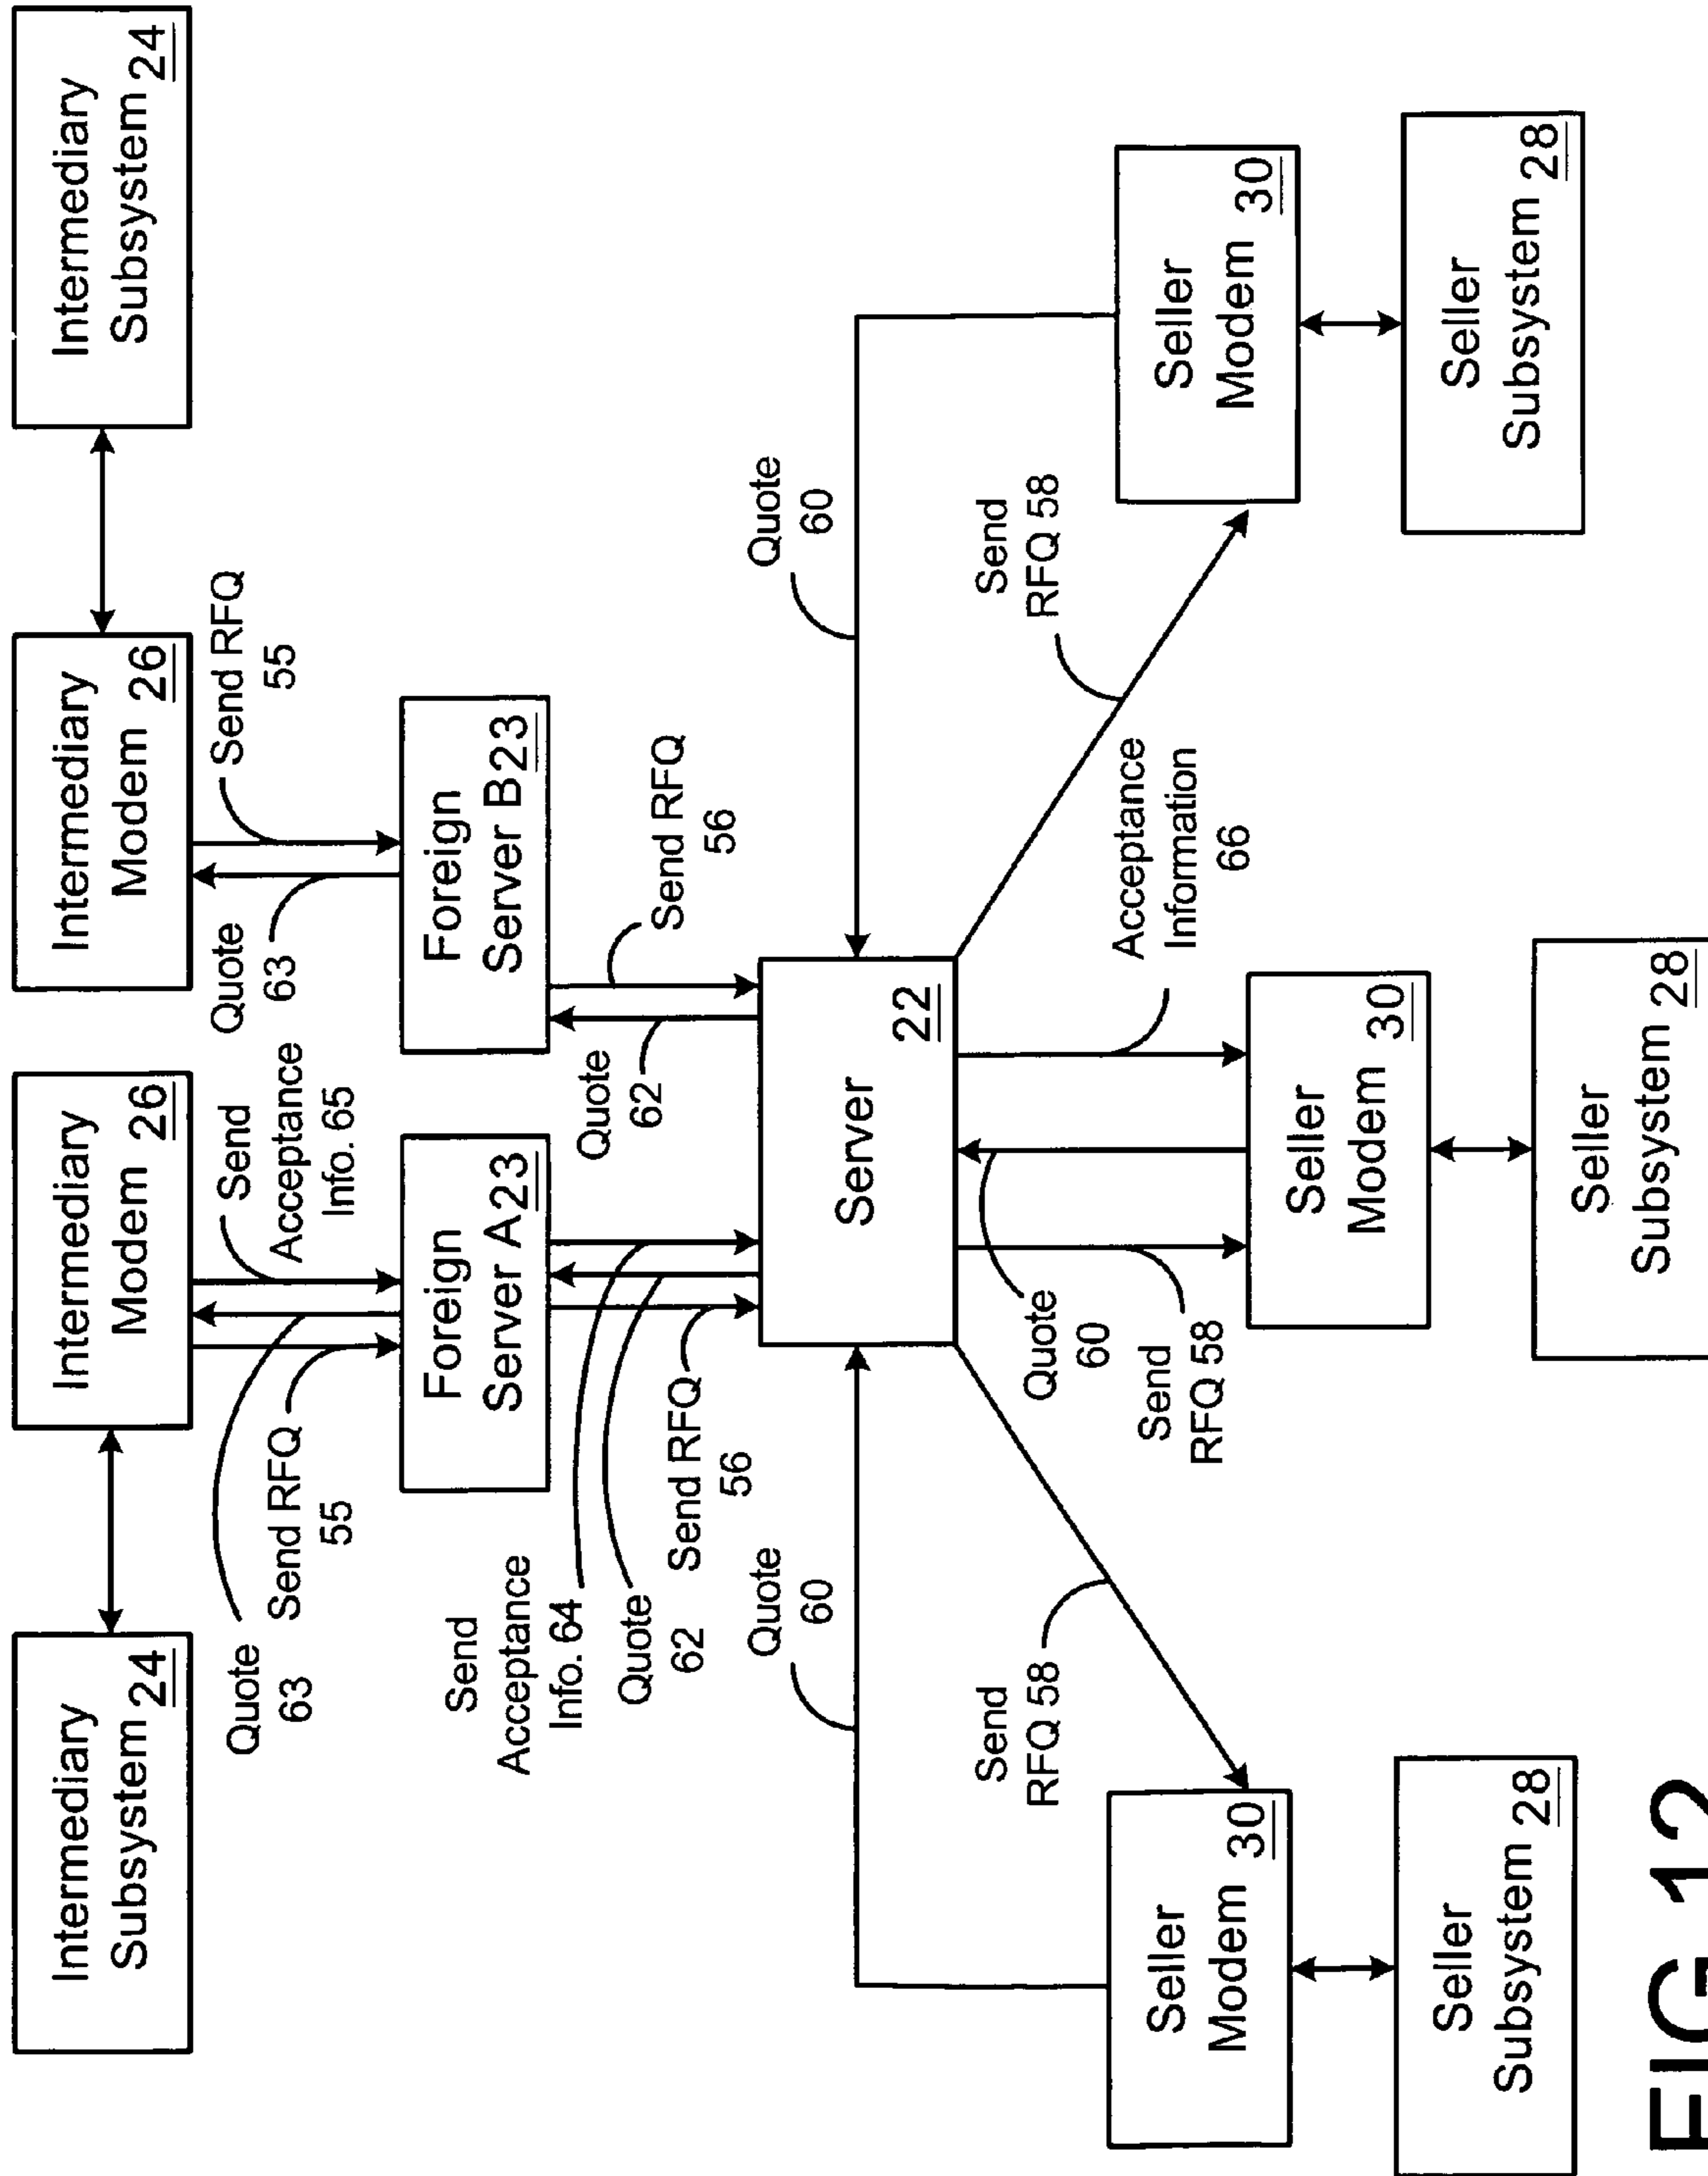 Intermediary
Subsystem 24
Intermediary
Modem 26
Intermediary
Modem 26
Intermediary
Subsystem 24
Quote
63
Send RFQ
55
Send
Acceptance
Info. 65
Quote
63
Send RFQ
55
Foreign
Server A 23
Foreign
Server B 23
Send
Acceptance
Info. 64
Quote
62
Send RFQ
56
Quote
62
Send RFQ
56
Quote
60
Server
22
Quote
60
Send
RFQ 58
Quote
60
Send
RFQ 58
Acceptance
Information
66
Send
RFQ 58
Seller
Modem 30
Seller
Modem 30
Seller
Modem 30
Seller
Subsystem 28
Seller
Subsystem 28
Seller
Subsystem 28
FIG 12